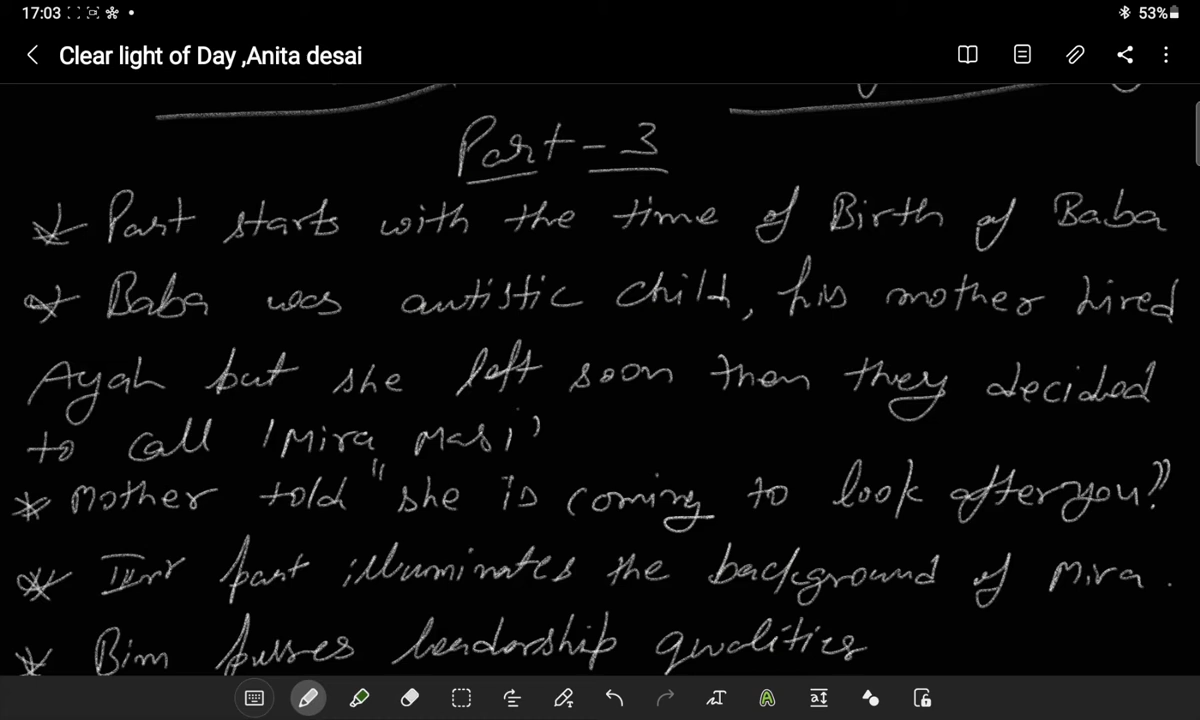 17:03
53%
Clear light of Day ,Anita desai
Part - 3
* Part starts with the time of Birth of Baba
* Baba was autistic child, his mother hired
Ayah but she left soon then they decided
to call 'Mira Masi'
* Mother told "she is coming to look after you"
* part illuminates the background of Mira.
* Bim leadership qualities